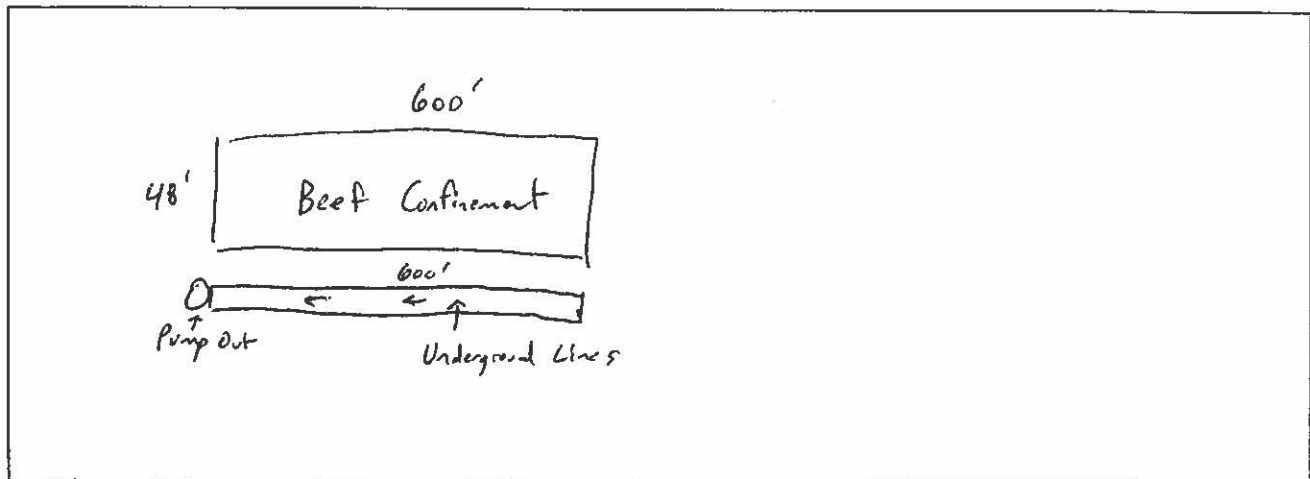 600'
48'
Beef Confinement
600'
Pump Out
Underground Lines